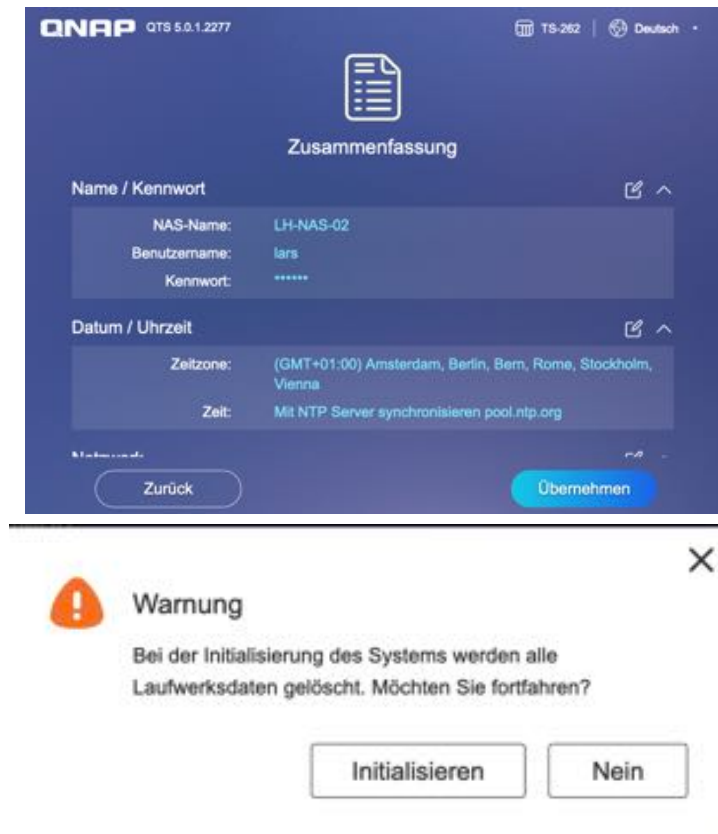 QNAP QTS 5.0.1.2277 TS-262 Deutsch
Zusammenfassung
Name / Kennwort
NAS-Name: LH-NAS-02
Benutzername: lars
Kennwort: ******
Datum / Uhrzeit
Zeitzone: (GMT+01:00) Amsterdam, Berlin, Bern, Rome, Stockholm,
Vienna
Zeit: Mit NTP Server synchronisieren pool.ntp.org
Zurück Übernehmen
Warnung
Bei der Initialisierung des Systems werden alle
Laufwerksdaten gelöscht. Möchten Sie fortfahren?
Initialisieren Nein